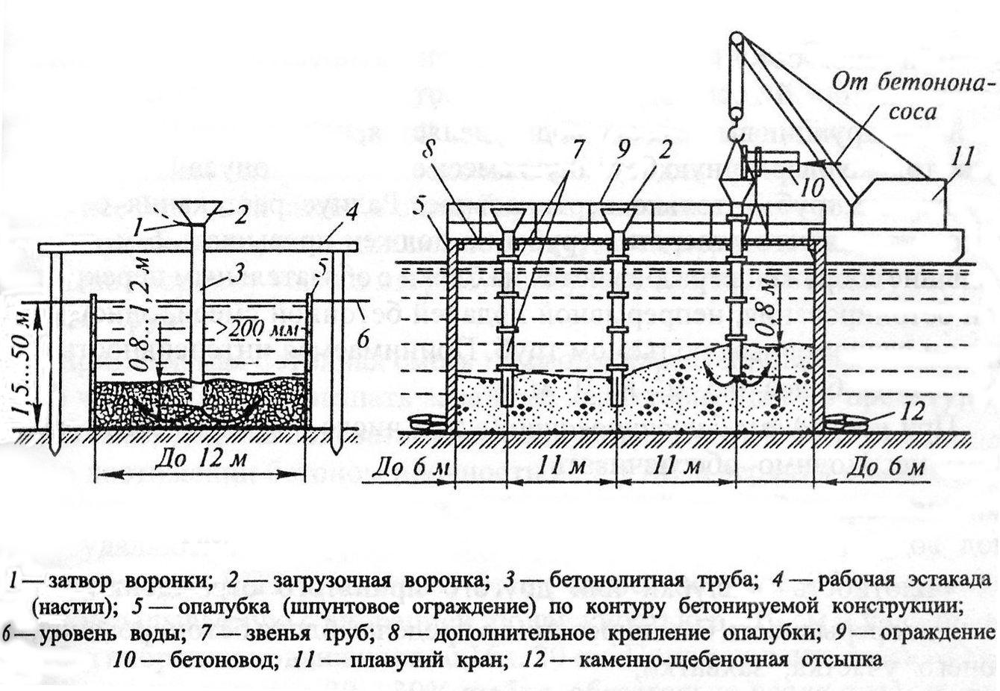 От бетонона-
соса
8
7
9
2
11
5
10
1
2
4
3
5
0,8..1,2 м
>200 мм
6
1,5...50 м
0,8 м
12
До 12 м
До 6 м
11 м
11 м
До 6 м
1 — затвор воронки; 2 — загрузочная воронка; 3 — бетонолитная труба; 4 — рабочая эстакада
(настил); 5 — опалубка (шпунтовое ограждение) по контуру бетонируемой конструкции;
6 — уровень воды; 7 — звенья труб; 8 — дополнительное крепление опалубки; 9 — ограждение
10 — бетоновод; 11 — плавучий кран; 12 — каменно-щебеночная отсыпка